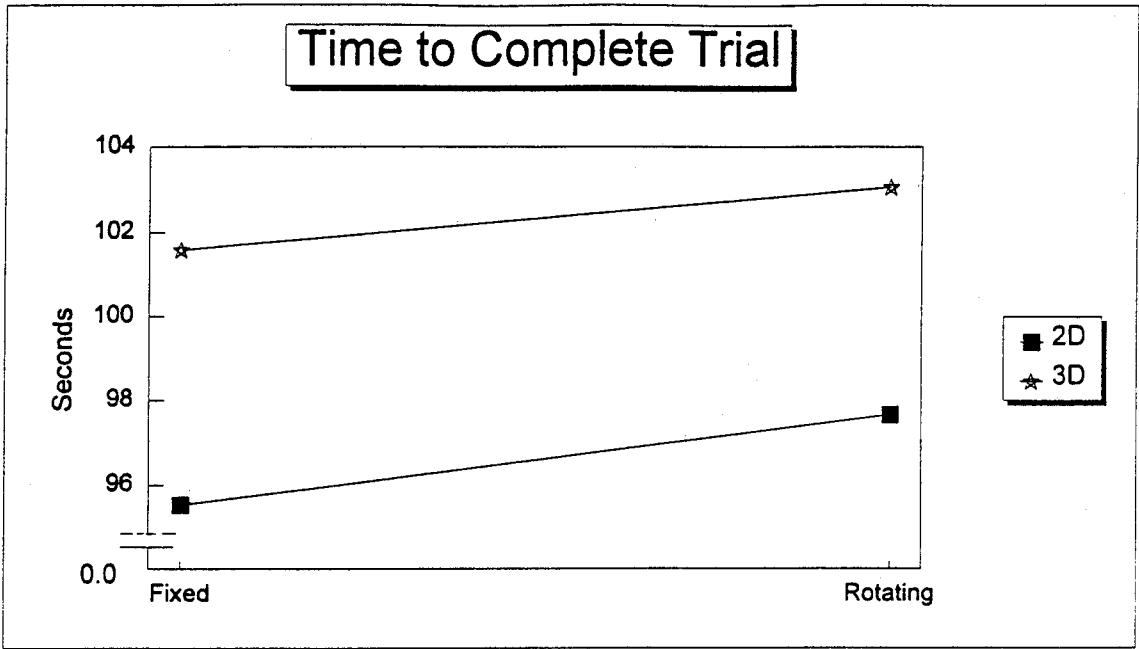 Time to Complete Trial
104
102
100
98
96
0.0
Seconds
Fixed
Rotating
2D
3D